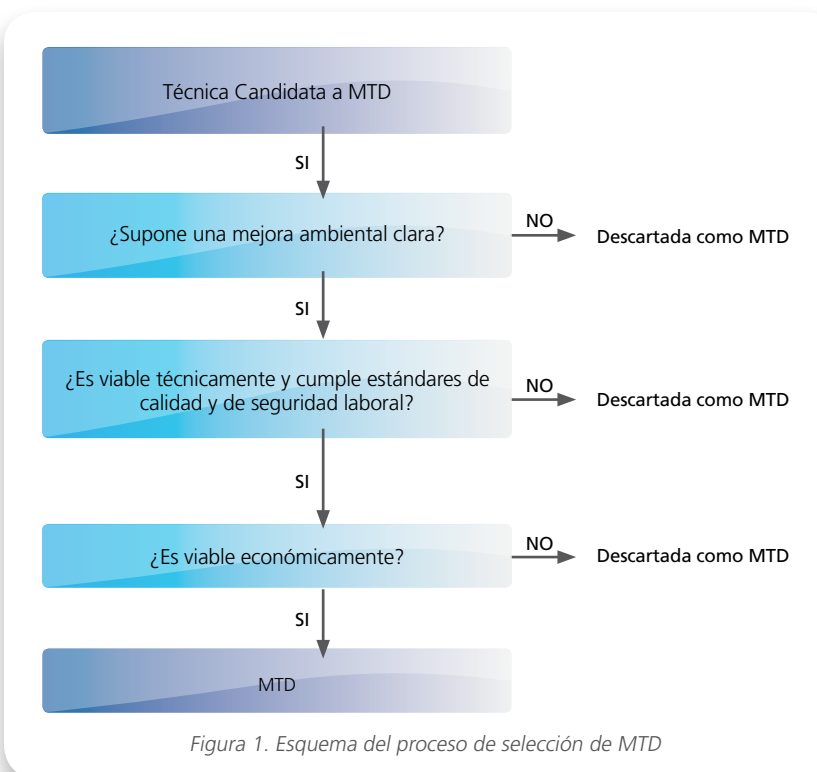 Técnica Candidata a MTD
SI
¿Supone una mejora ambiental clara?
NO
Descartada como MTD
SI
¿Es viable técnicamente y cumple estándares de
calidad y de seguridad laboral?
NO
Descartada como MTD
SI
¿Es viable económicamente?
NO
Descartada como MTD
SI
MTD
Figura 1. Esquema del proceso de selección de MTD